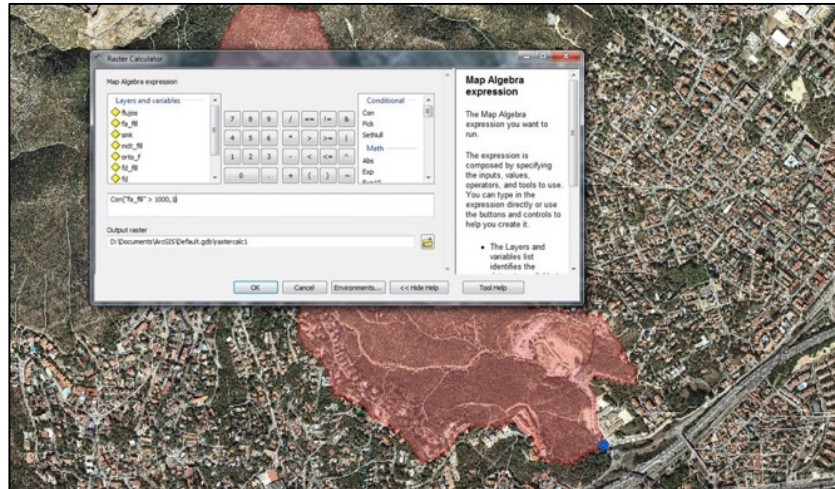 Raster Calculator
Map Algebra expression
Layers and variables
flujos
fa_fill
sink
mdt_fill
orto_f
fd_fill
fd
7 8 9 / == != &
4 5 6 * > >= |
1 2 3 - < <= ^
0 . + ( ) ~
Conditional
Con
Pick
SetNull
Math
Abs
Exp
Exp10
Con("fa_fill" > 1000, 1)
Output raster
D:\Documents\ArcGIS\Default.gdb\rastercalc1
OK
Cancel
Environments...
<< Hide Help
Tool Help
Map Algebra
expression
The Map Algebra
expression you want to
run.
The expression is
composed by specifying
the inputs, values,
operators, and tools to use.
You can type in the
expression directly or use
the buttons and controls to
help you create it.
• The Layers and
variables list
identifies the